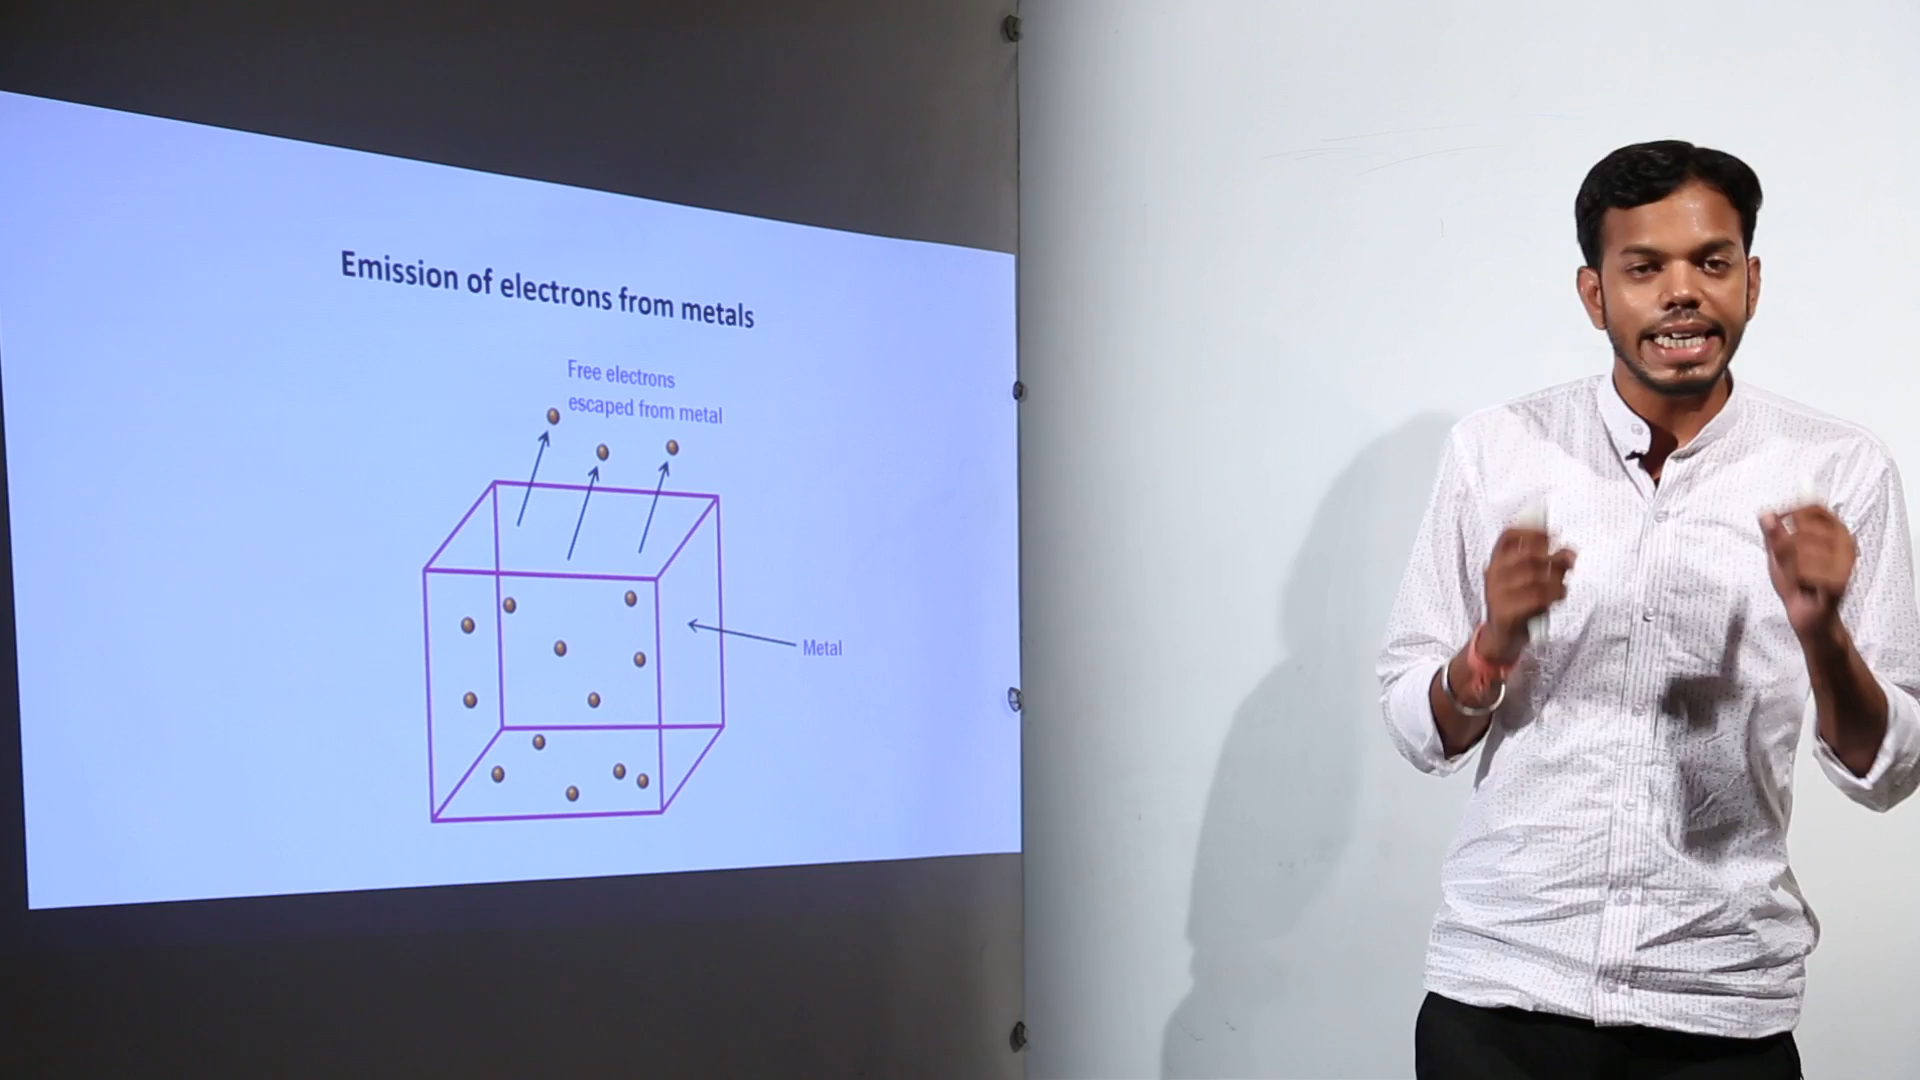 Emission of electrons from metals
Free electrons
escaped from metal
Metal